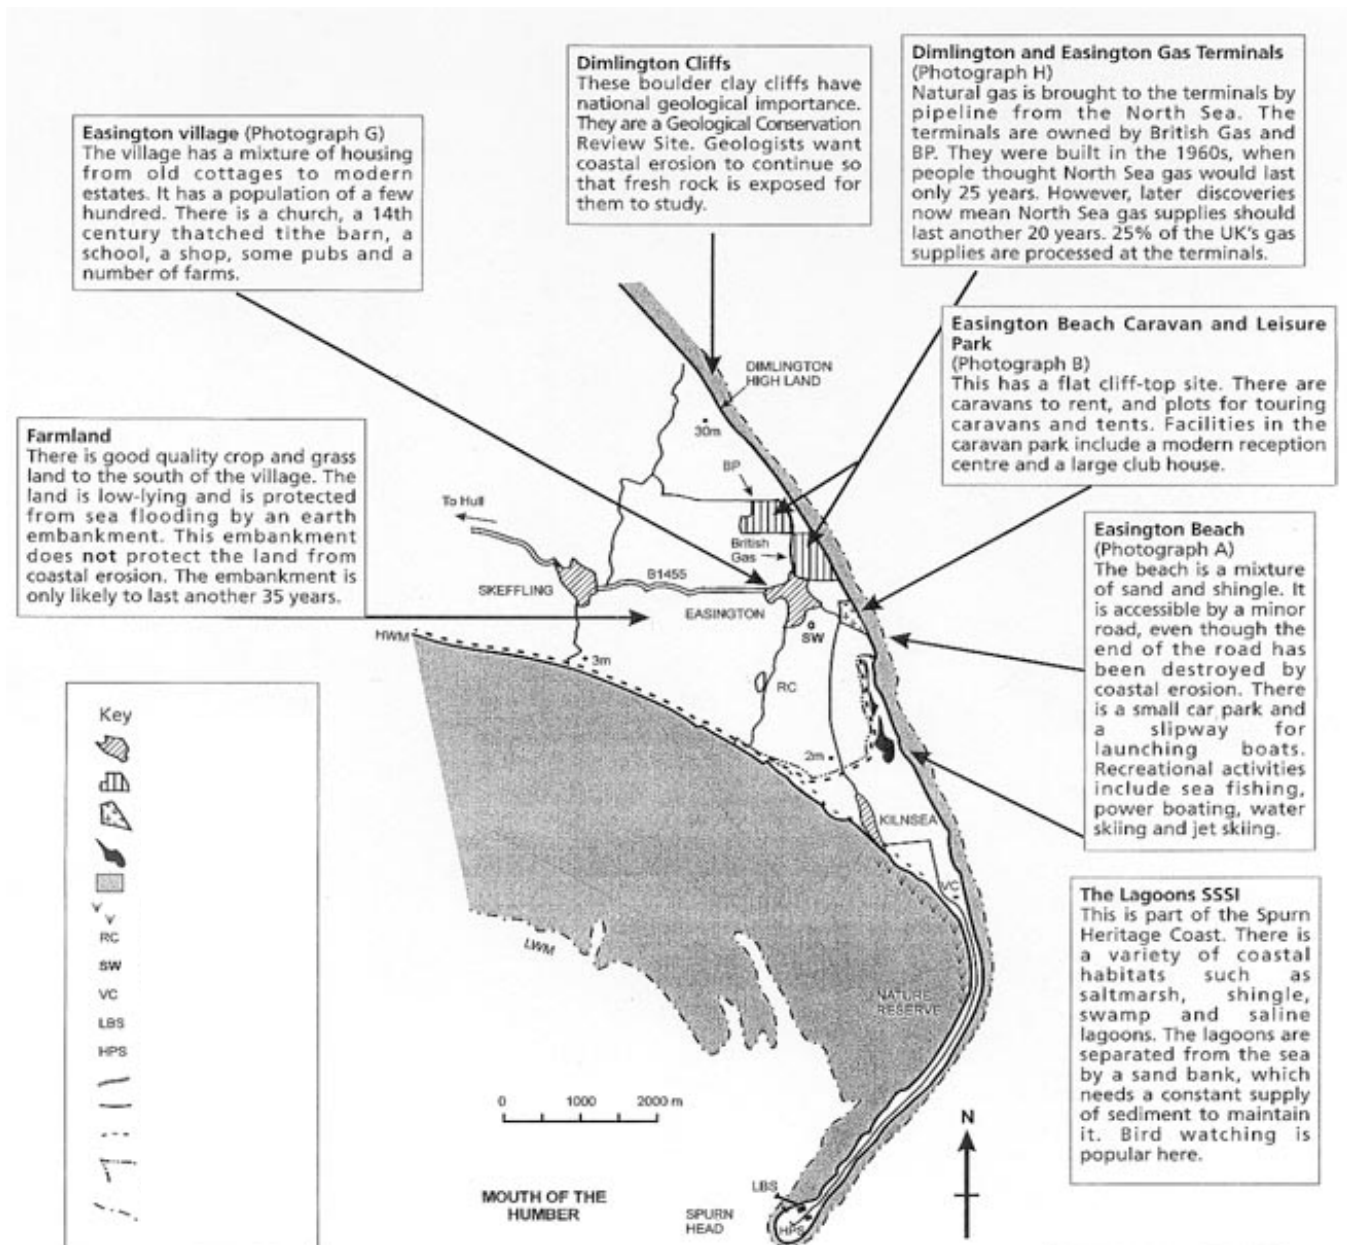 Dimlington Cliffs
These boulder clay cliffs have
national geological importance.
They are a Geological Conservation
Review Site. Geologists want
coastal erosion to continue so
that fresh rock is exposed for
them to study.
Dimlington and Easington Gas Terminals
(Photograph H)
Natural gas is brought to the terminals by
pipeline from the North Sea. The
terminals are owned by British Gas and
BP. They were built in the 1960s, when
people thought North Sea gas would last
only 25 years. However, later discoveries
now mean North Sea gas supplies should
last another 20 years. 25% of the UK's gas
supplies are processed at the terminals.
Easington village (Photograph G)
The village has a mixture of housing
from old cottages to modern
estates. It has a population of a few
hundred. There is a church, a 14th
century thatched tithe barn, a
school, a shop, some pubs and a
number of farms.
Easington Beach Caravan and Leisure
Park
(Photograph B)
This has a flat cliff-top site. There are
caravans to rent, and plots for touring
caravans and tents. Facilities in the
caravan park include a modern reception
centre and a large club house.
Farmland
There is good quality crop and grass
land to the south of the village. The
land is low-lying and is protected
from sea flooding by an earth
embankment. This embankment
does not protect the land from
coastal erosion. The embankment is
only likely to last another 35 years.
Easington Beach
(Photograph A)
The beach is a mixture
of sand and shingle. It
is accessible by a minor
road, even though the
end of the road has
been destroyed by
coastal erosion. There
is a small car park and
a slipway for
launching boats.
Recreational activities
include sea fishing,
power boating, water
skiing and jet skiing.
The Lagoons SSSI
This is part of the Spurn
Heritage Coast. There is
a variety of coastal
habitats such as
saltmarsh, shingle,
swamp and saline
lagoons. The lagoons are
separated from the sea
by a sand bank, which
needs a constant supply
of sediment to maintain
it. Bird watching is
popular here.
DIMLINGTON
HIGH LAND
30m
BP
To Hull
British
Gas
B1455
SKEFFLING
EASINGTON
SW
HWM
3m
RC
2m
KILNSEA
VC
LWM
NATURE
RESERVE
0 1000 2000 m
N
MOUTH OF THE
HUMBER
LBS
SPURN
HEAD
HPS
Key
RC
SW
VC
LBS
HPS